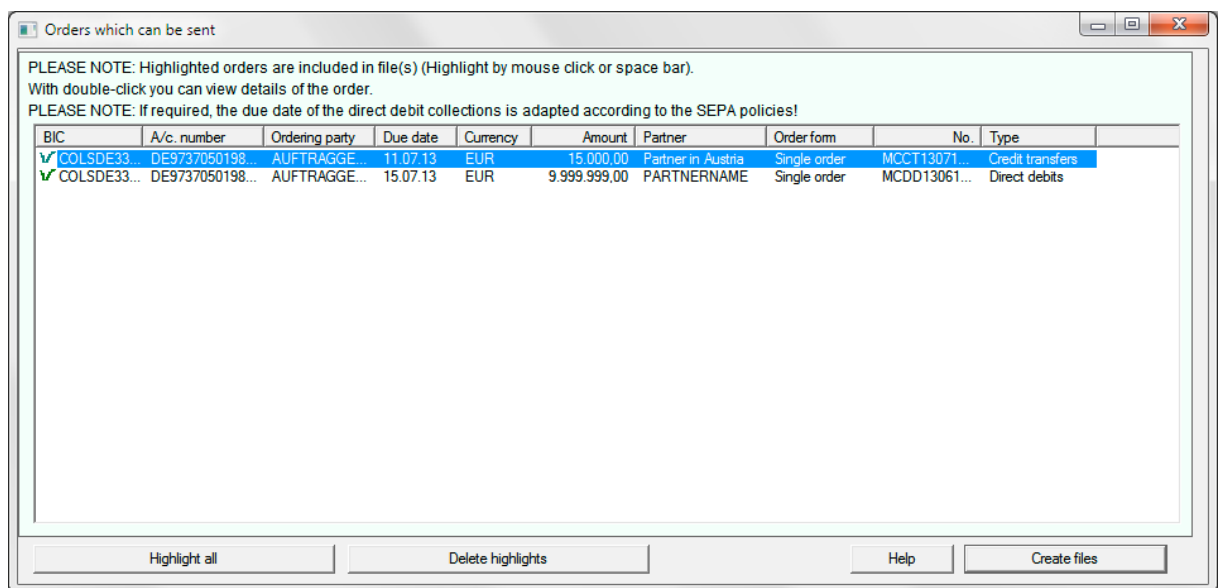 Orders which can be sent
PLEASE NOTE: Highlighted orders are included in file(s) (Highlight by mouse click or space bar).
With double-click you can view details of the order.
PLEASE NOTE: If required, the due date of the direct debit collections is adapted according to the SEPA policies!
BIC A/c. number Ordering party Due date Currency Amount Partner Order form No. Type
COLSDE33... DE9737050198... AUFTRAGGE... 11.07.13 EUR 15.000,00 Partner in Austria Single order MCCT13071... Credit transfers
COLSDE33... DE9737050198... AUFTRAGGE... 15.07.13 EUR 9.999.999,00 PARTNERNAME Single order MCDD13061... Direct debits
Highlight all Delete highlights Help Create files